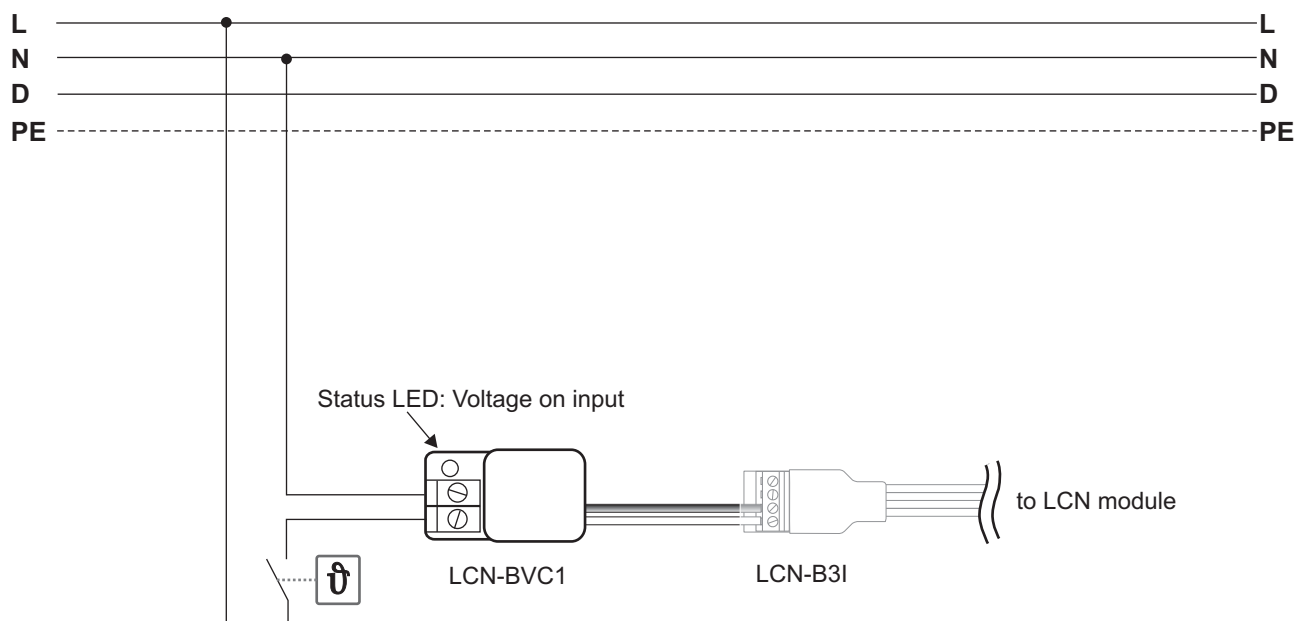 L L
N N
D D
PE PE
Status LED: Voltage on input
to LCN module
LCN-BVC1
LCN-B3I
ϑ